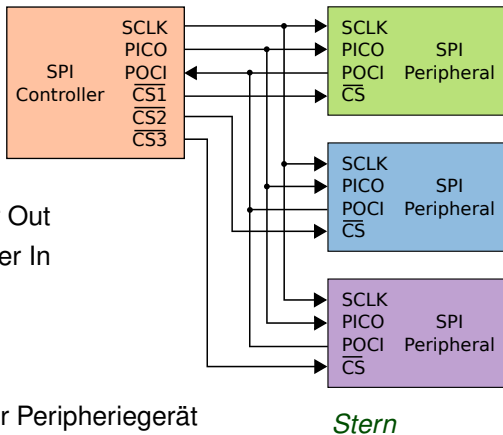 SCLK
PICO
POCI
CS1
CS2
CS3
SPI
Controller
SCLK
PICO
POCI
CS
SPI
Peripheral
SCLK
PICO
POCI
CS
SPI
Peripheral
SCLK
PICO
POCI
CS
SPI
Peripheral
Out
er In
r Peripheriegerät
Stern